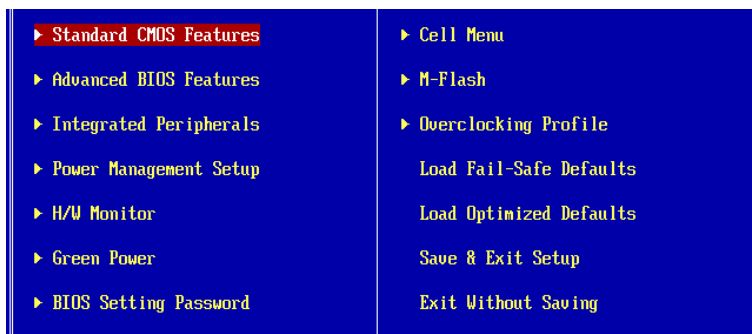 Standard CMOS Features
Advanced BIOS Features
Integrated Peripherals
Power Management Setup
H/W Monitor
Green Power
BIOS Setting Password
Cell Menu
M-Flash
Overclocking Profile
Load Fail-Safe Defaults
Load Optimized Defaults
Save & Exit Setup
Exit Without Saving